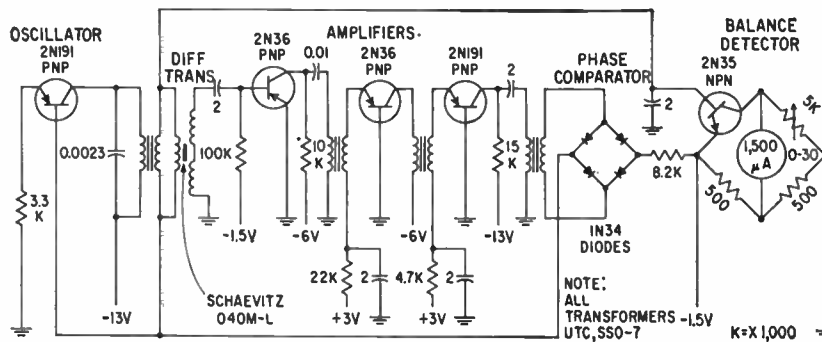 OSCILLATOR
2N191
PNP
DIFF
TRANS
2N36
PNP
0.01
AMPLIFIERS.
2N36
PNP
2N191
PNP
2
PHASE
COMPARATOR
BALANCE
DETECTOR
2N35
NPN
2
5K
0.0023
2
100K
10
K
15
K
8.2K
1,500
μA
0-30
500
500
3.3
K
-1.5V
-6V
-6V
-13V
1N34
DIODES
-13V
SCHAEVITZ
040M-L
22K
2
+3V
4.7K
2
+3V
NOTE:
ALL
TRANSFORMERS
UTC, SSO-7
-1.5V
K=X 1,000